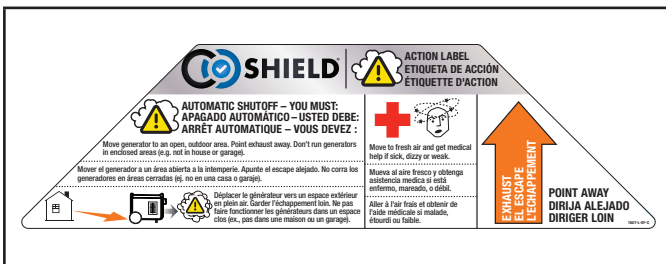 CO SHIELD®
ACTION LABEL
ETIQUETA DE ACCIÓN
ÉTIQUETTE D'ACTION
AUTOMATIC SHUTOFF – YOU MUST:
APAGADO AUTOMÁTICO – USTED DEBE:
ARRÊT AUTOMATIQUE – VOUS DEVEZ :
Move generator to an open, outdoor area. Point exhaust away. Don't run generators
in enclosed areas (e.g. not in house or garage).
Mover el generador a un área abierta a la intemperie. Apunte el escape alejado. No corra los
generadores en áreas cerradas (ej. no en una casa o garaje).
Déplacer le générateur vers un espace extérieur
en plein air. Garder l'échappement loin. Ne pas
faire fonctionner les générateurs dans un espace
clos (ex., pas dans une maison ou un garage).
Move to fresh air and get medical
help if sick, dizzy or weak.
Mueva al aire fresco y obtenga
asistencia medica si está
enfermo, mareado, o débil.
Aller à l'air frais et obtenir de
l'aide médicale si malade,
étourdi ou faible.
EXHAUST
EL ESCAPE
L'ECHAPPEMENT
POINT AWAY
DIRIJA ALEJADO
DIRIGER LOIN